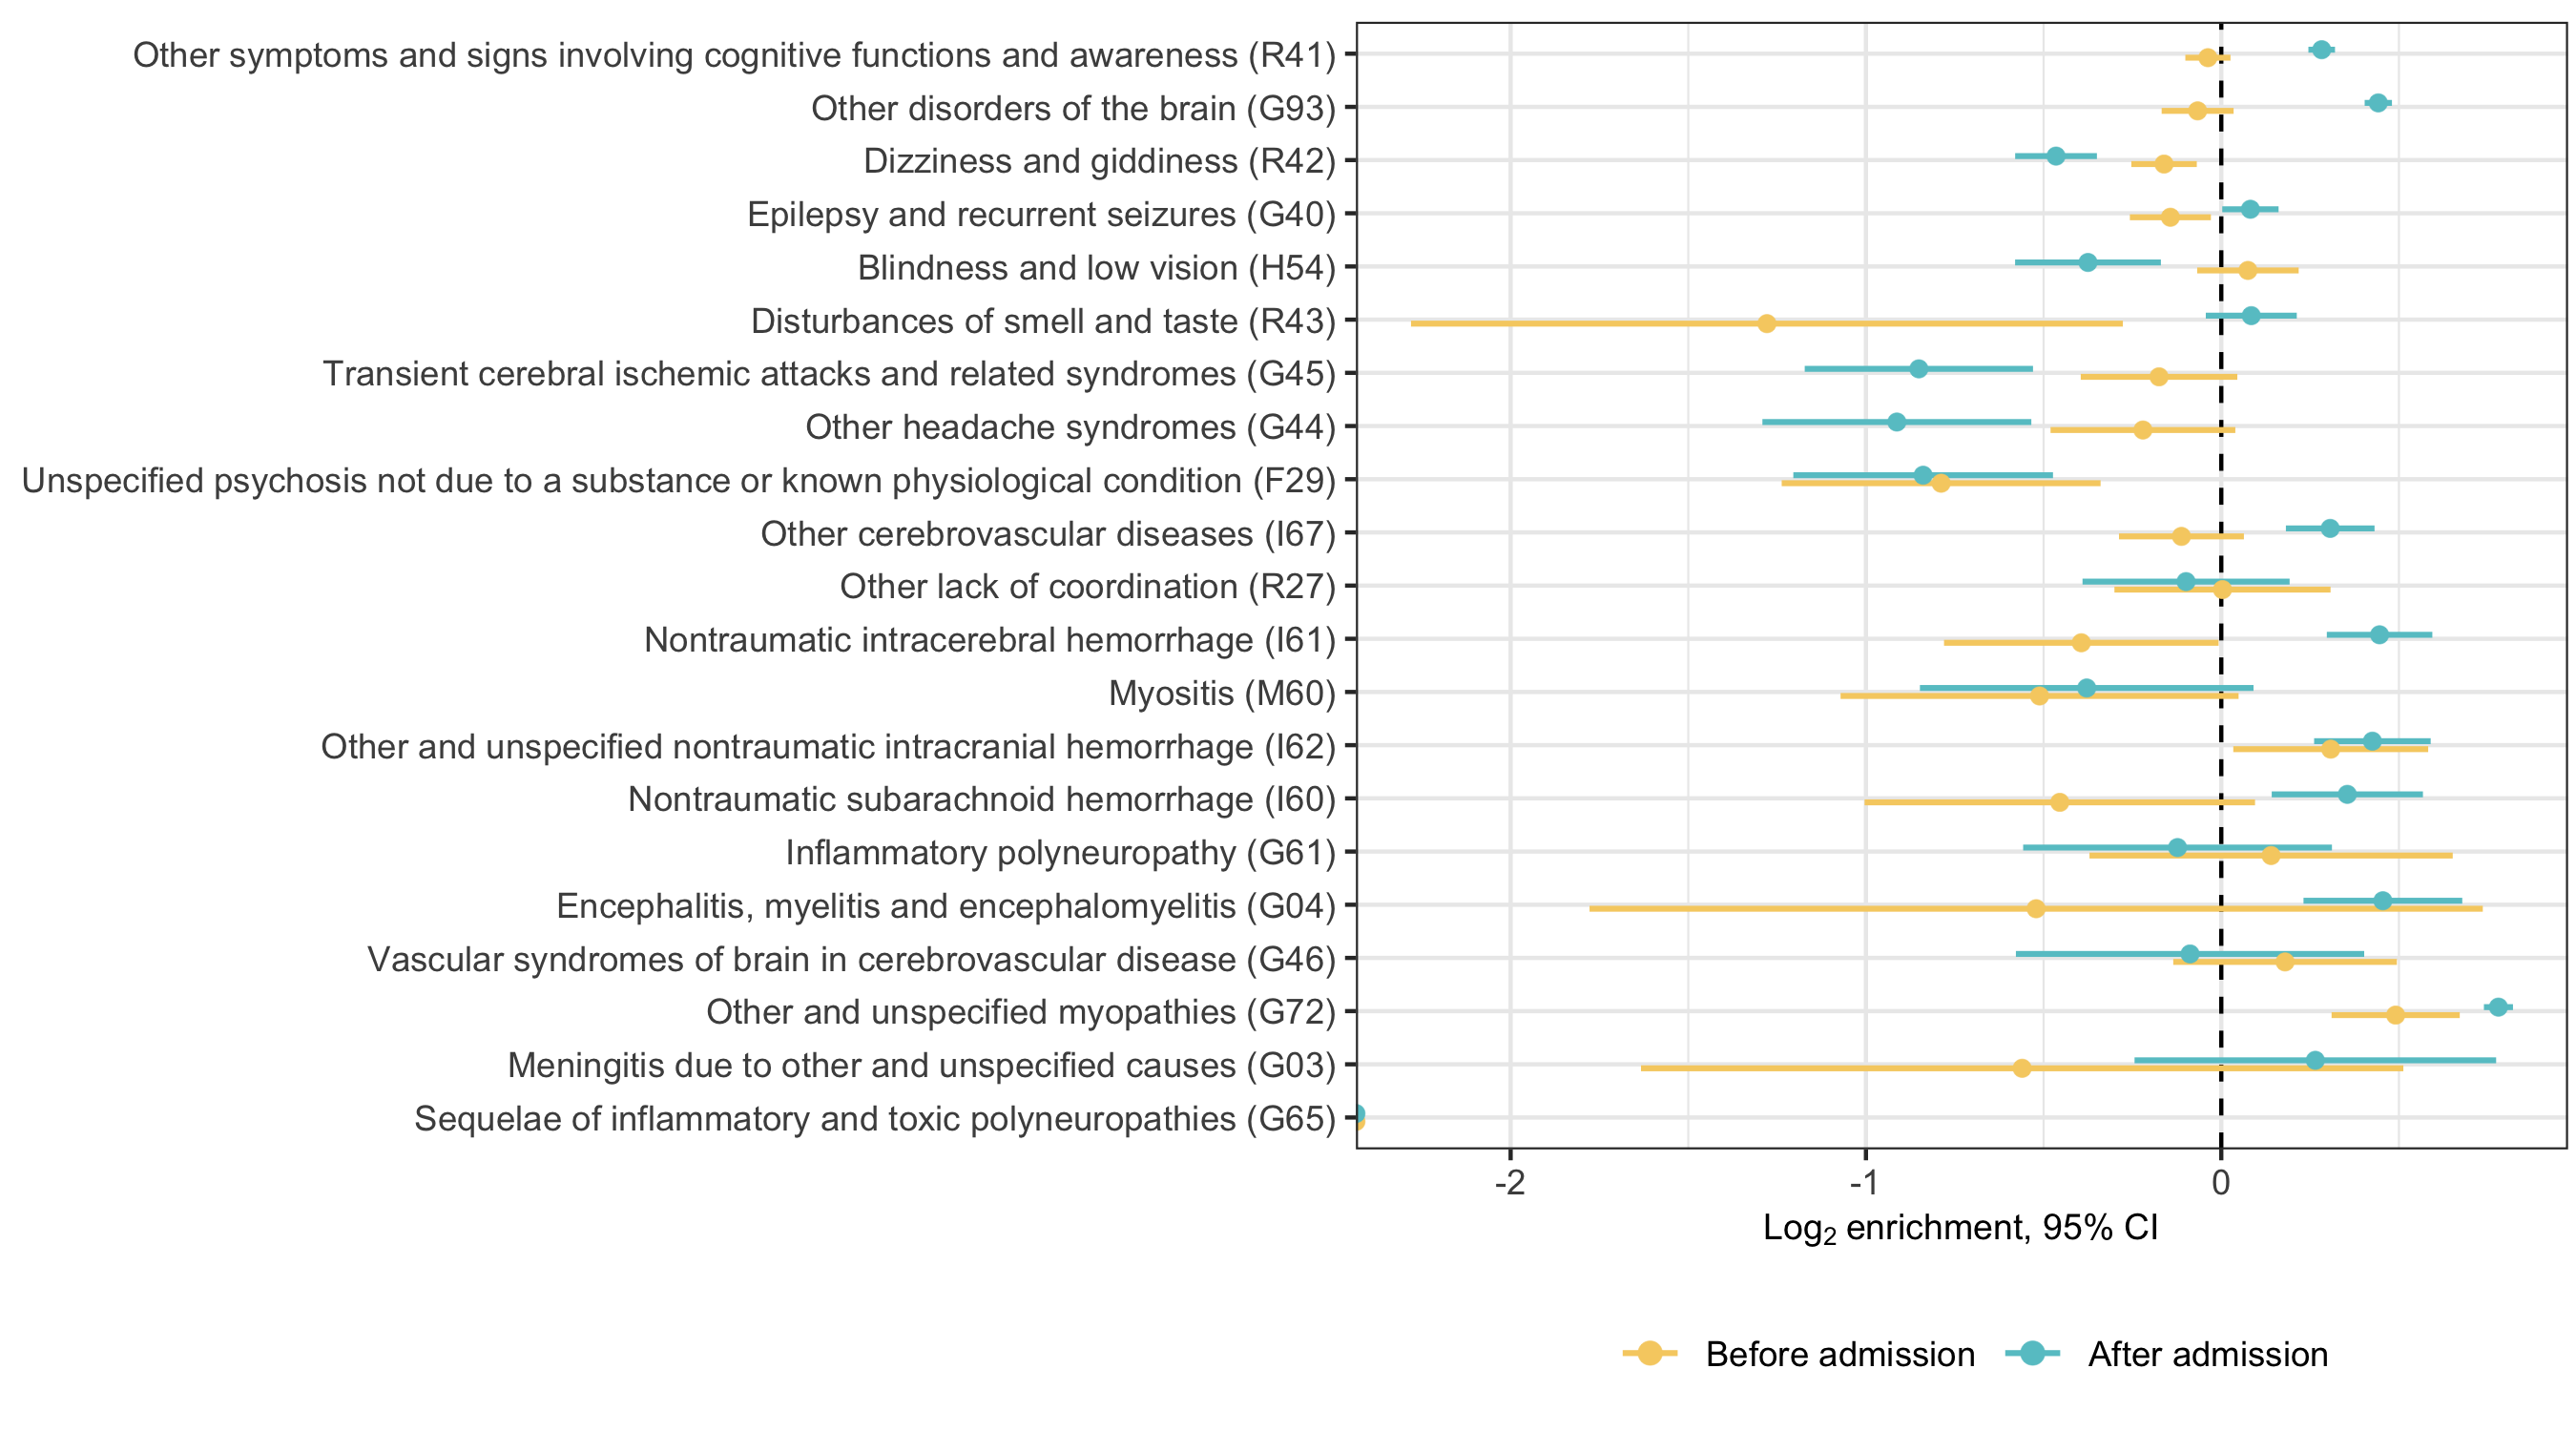 Other symptoms and signs involving cognitive functions and awareness (R41)
Other disorders of the brain (G93)
Dizziness and giddiness (R42)
Epilepsy and recurrent seizures (G40)
Blindness and low vision (H54)
Disturbances of smell and taste (R43)
Transient cerebral ischemic attacks and related syndromes (G45)
Other headache syndromes (G44)
Unspecified psychosis not due to a substance or known physiological condition (F29)
Other cerebrovascular diseases (I67)
Other lack of coordination (R27)
Nontraumatic intracerebral hemorrhage (I61)
Myositis (M60)
Other and unspecified nontraumatic intracranial hemorrhage (I62)
Nontraumatic subarachnoid hemorrhage (I60)
Inflammatory polyneuropathy (G61)
Encephalitis, myelitis and encephalomyelitis (G04)
Vascular syndromes of brain in cerebrovascular disease (G46)
Other and unspecified myopathies (G72)
Meningitis due to other and unspecified causes (G03)
Sequelae of inflammatory and toxic polyneuropathies (G65)
-2 -1 0
Log₂ enrichment, 95% CI
Before admission After admission